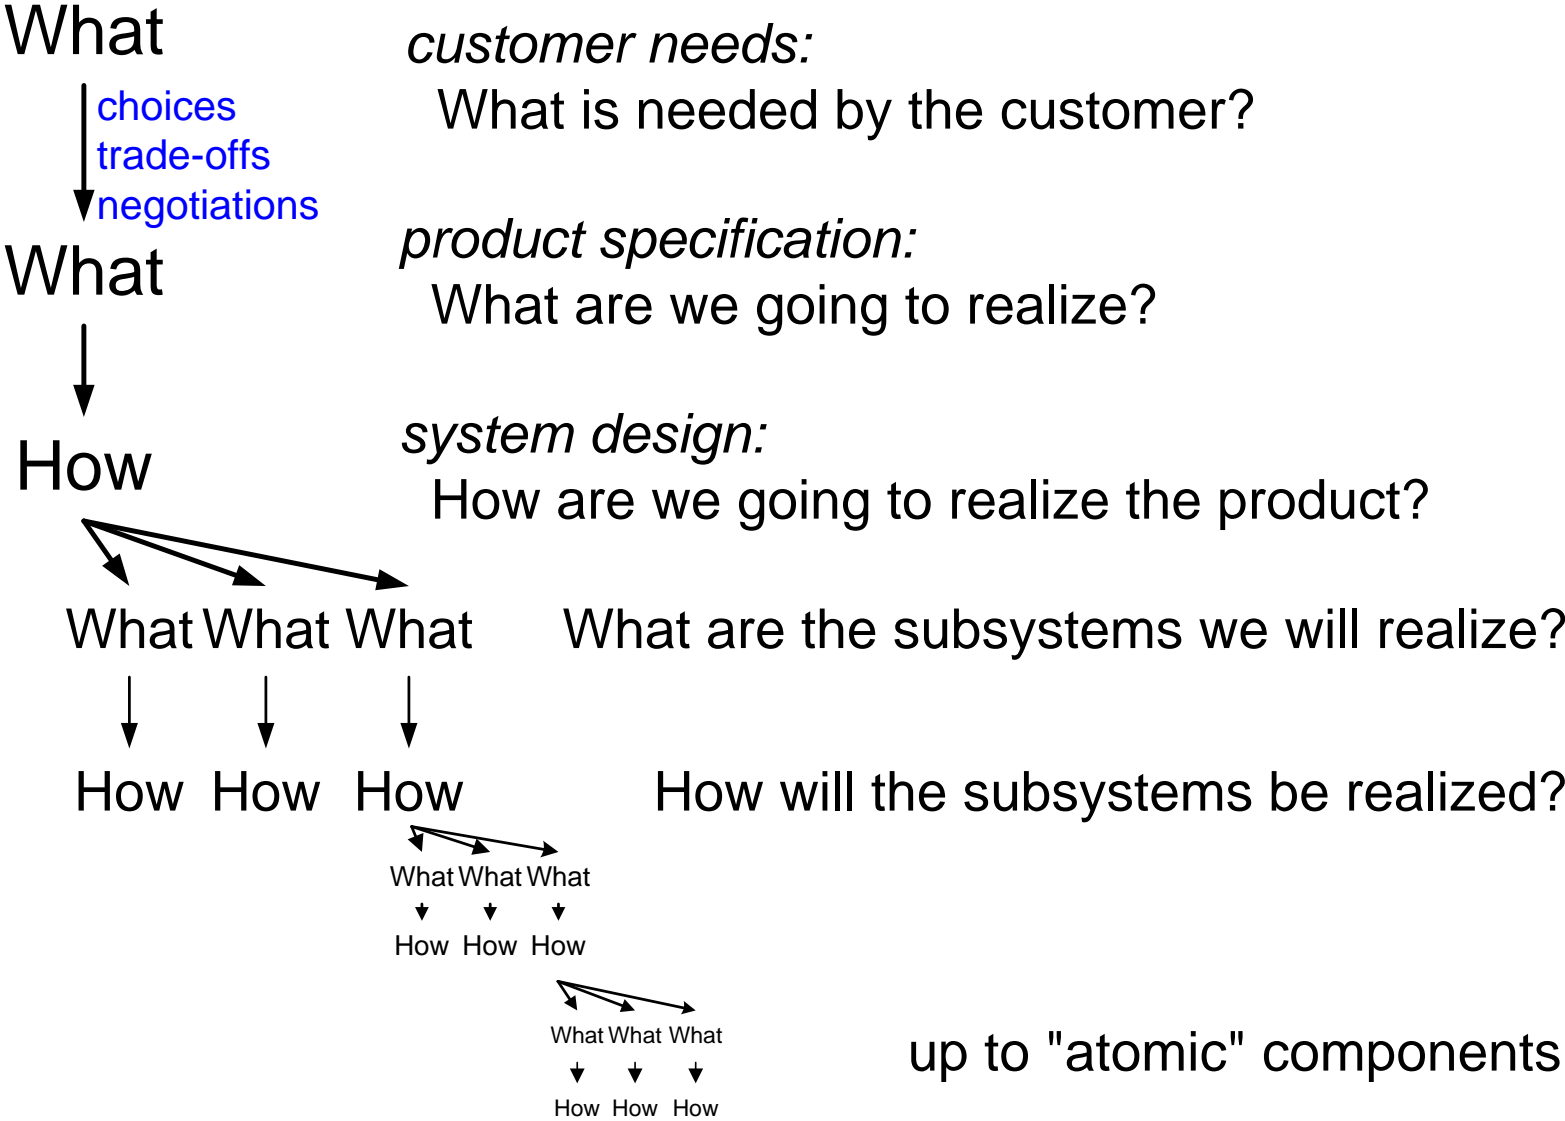 What
customer needs:
choices
What is needed by the customer?
trade-offs
negotiations
What
product specification:
What are we going to realize?
How
system design:
How are we going to realize the product?
What What What
What are the subsystems we will realize?
How How How
How will the subsystems be realized?
What What What
How How How
What What What
up to "atomic" components
How How How